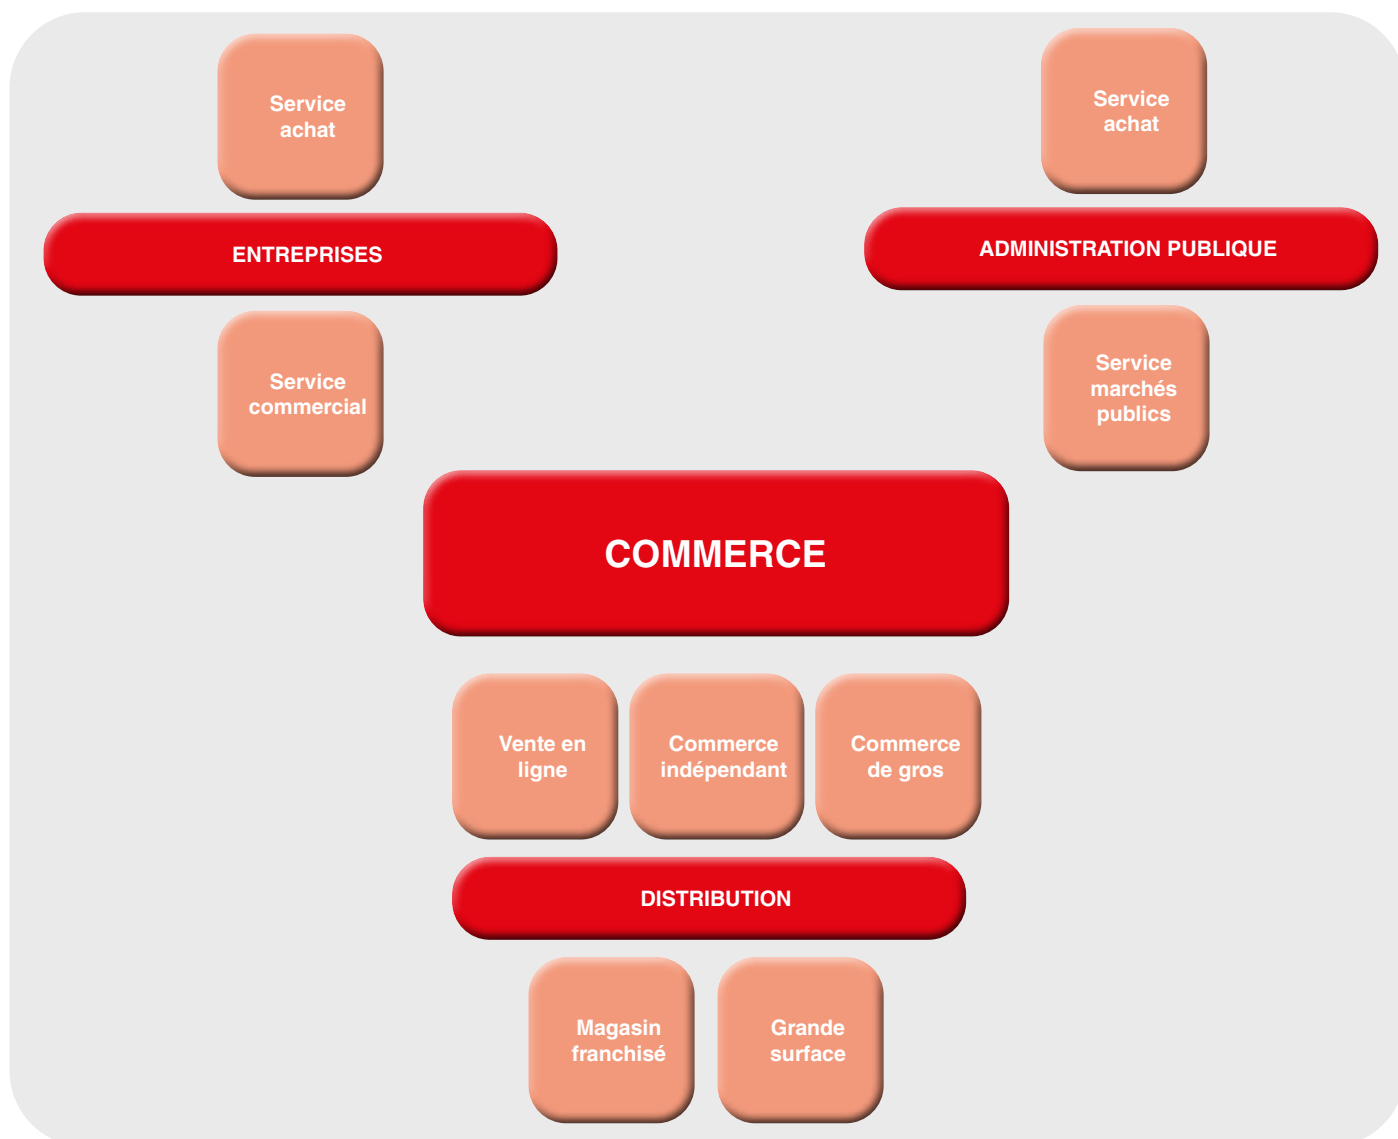 Service
achat
ENTREPRISES
Service
commercial
Service
achat
ADMINISTRATION PUBLIQUE
Service
marchés
publics
COMMERCE
Vente en
ligne
Commerce
indépendant
Commerce
de gros
DISTRIBUTION
Magasin
franchisé
Grande
surface